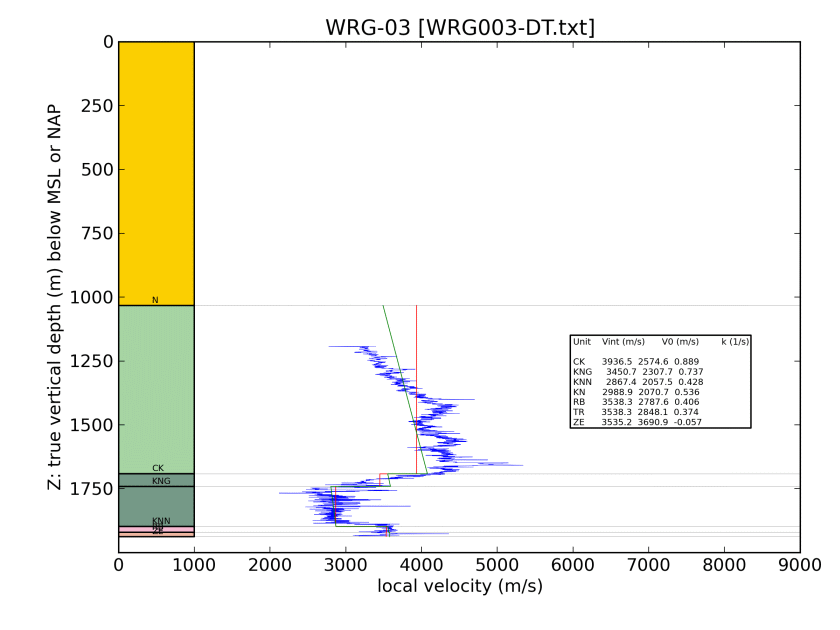 WRG-03 [WRG003-DT.txt]
Z: true vertical depth (m) below MSL or NAP
0
250
500
750
1000
1250
1500
1750
N
CK
KNG
KNN
ZE
Unit Vint (m/s) V0 (m/s) k (1/s)
CK 3936.5 2574.6 0.889
KNG 3450.7 2307.7 0.737
KNN 2867.4 2057.5 0.428
KN 2988.9 2070.7 0.536
RB 3538.3 2787.6 0.406
TR 3538.3 2848.1 0.374
ZE 3535.2 3690.9 -0.057
0 1000 2000 3000 4000 5000 6000 7000 8000 9000
local velocity (m/s)